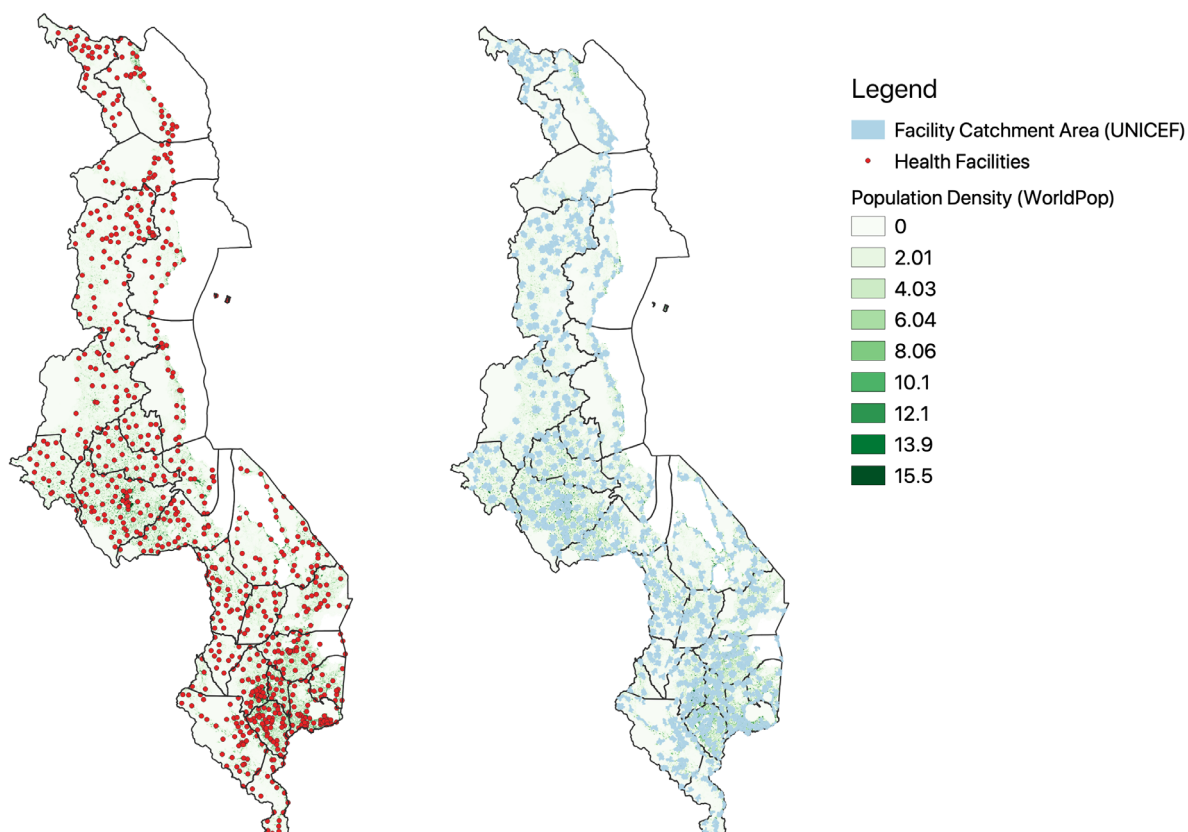 Legend
Facility Catchment Area (UNICEF)
Health Facilities
Population Density (WorldPop)
0
2.01
4.03
6.04
8.06
10.1
12.1
13.9
15.5